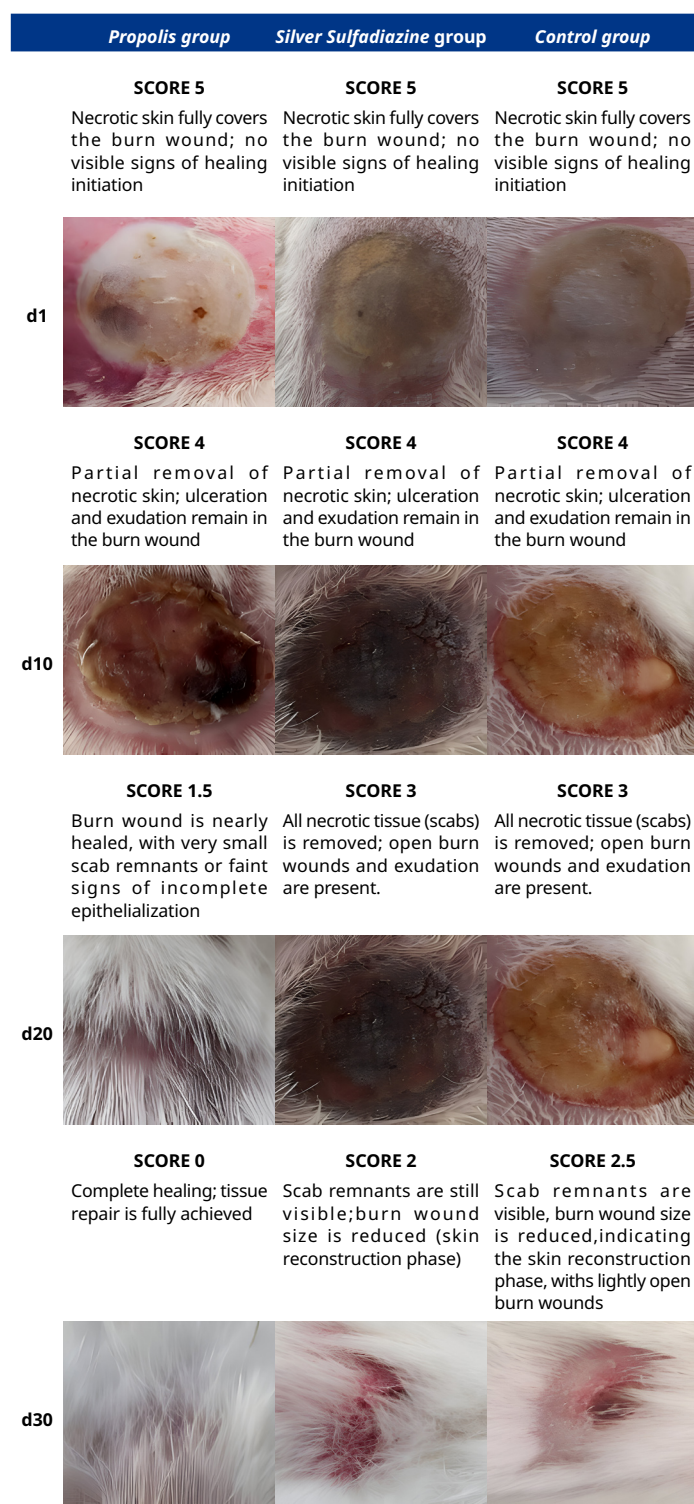 Propolis group Silver Sulfadiazine group Control group
SCORE 5 SCORE 5 SCORE 5
Necrotic skin fully covers Necrotic skin fully covers Necrotic skin fully covers
the burn wound; no the burn wound; no the burn wound; no
visible signs of healing visible signs of healing visible signs of healing
initiation initiation initiation
d1
SCORE 4 SCORE 4 SCORE 4
Partial removal of Partial removal of Partial removal of
necrotic skin; ulceration necrotic skin; ulceration necrotic skin; ulceration
and exudation remain in and exudation remain in and exudation remain in
the burn wound the burn wound the burn wound
d10
SCORE 1.5 SCORE 3 SCORE 3
Burn wound is nearly All necrotic tissue (scabs) All necrotic tissue (scabs)
healed, with very small is removed; open burn is removed; open burn
scab remnants or faint wounds and exudation wounds and exudation
signs of incomplete are present. are present.
epithelialization
d20
SCORE 0 SCORE 2 SCORE 2.5
Complete healing; tissue Scab remnants are still Scab remnants are
repair is fully achieved visible;burn wound visible, burn wound size
size is reduced (skin is reduced,indicating
reconstruction phase) the skin reconstruction
phase, withs lightly open
burn wounds
d30